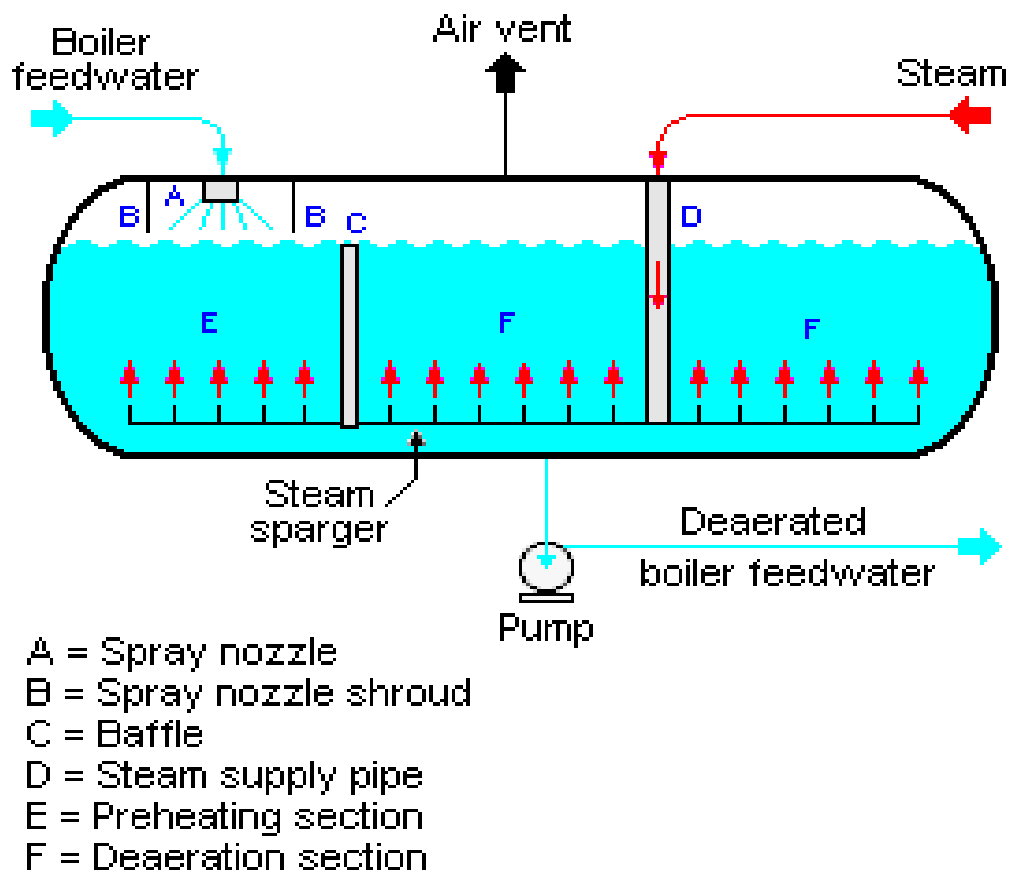 Air vent
Boiler
feedwater
Steam
A
B
B
C
D
E
F
F
Steam
sparger
Deaerated
boiler feedwater
Pump
A = Spray nozzle
B = Spray nozzle shroud
C = Baffle
D = Steam supply pipe
E = Preheating section
F = Deaeration section